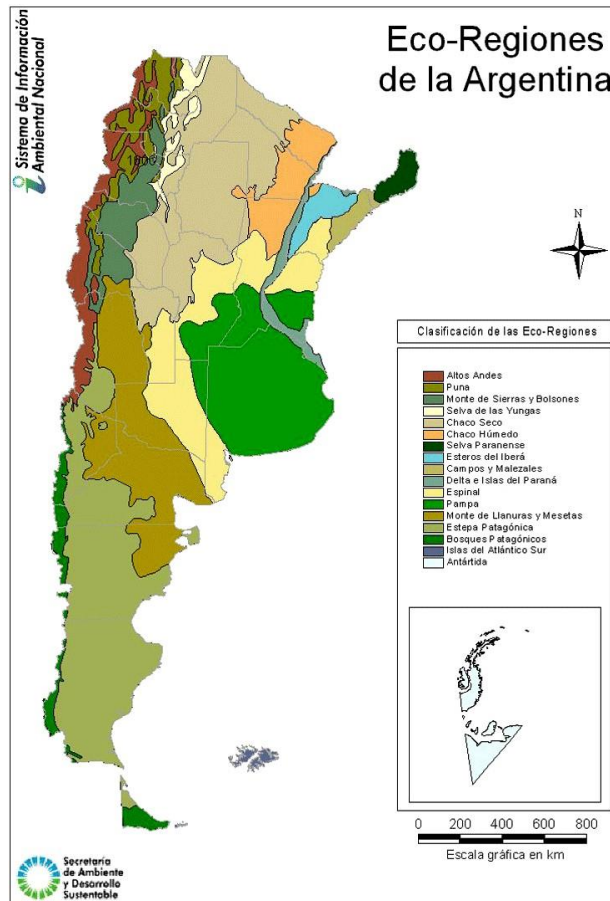 Sistema de Información
Ambiental Nacional
Eco-Regiones
de la Argentina
N
Clasificación de las Eco-Regiones
Altos Andes
Puna
Monte de Sierras y Bolsones
Selva de las Yungas
Chaco Seco
Chaco Húmedo
Selva Paranense
Esteros del Iberá
Campos y Malezales
Delta e Islas del Paraná
Espinal
Pampa
Monte de Llanuras y Mesetas
Estepa Patagónica
Bosques Patagónicos
Islas del Atlántico Sur
Antártida
0 200 400 600 800
Escala gráfica en km
Secretaría
de Ambiente
y Desarrollo
Sustentable